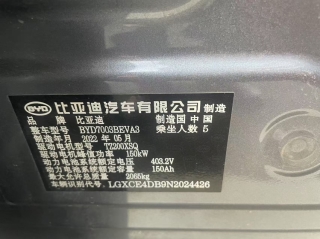 BYD 比亚迪汽车有限公司 制造
品牌 比亚迪 制造国 中国
整车型号 BYD7003BEVA3 乘坐人数 5
制造年月 2022 年 05 月
驱动电机型号 TZ200XSQ
驱动电机峰值功率 150kW
动力电池系统额定电压 403.2V
动力电池系统额定容量 150Ah
最大允许总质量 2065kg
车辆识别代号 LGXCE4DB9N2024426